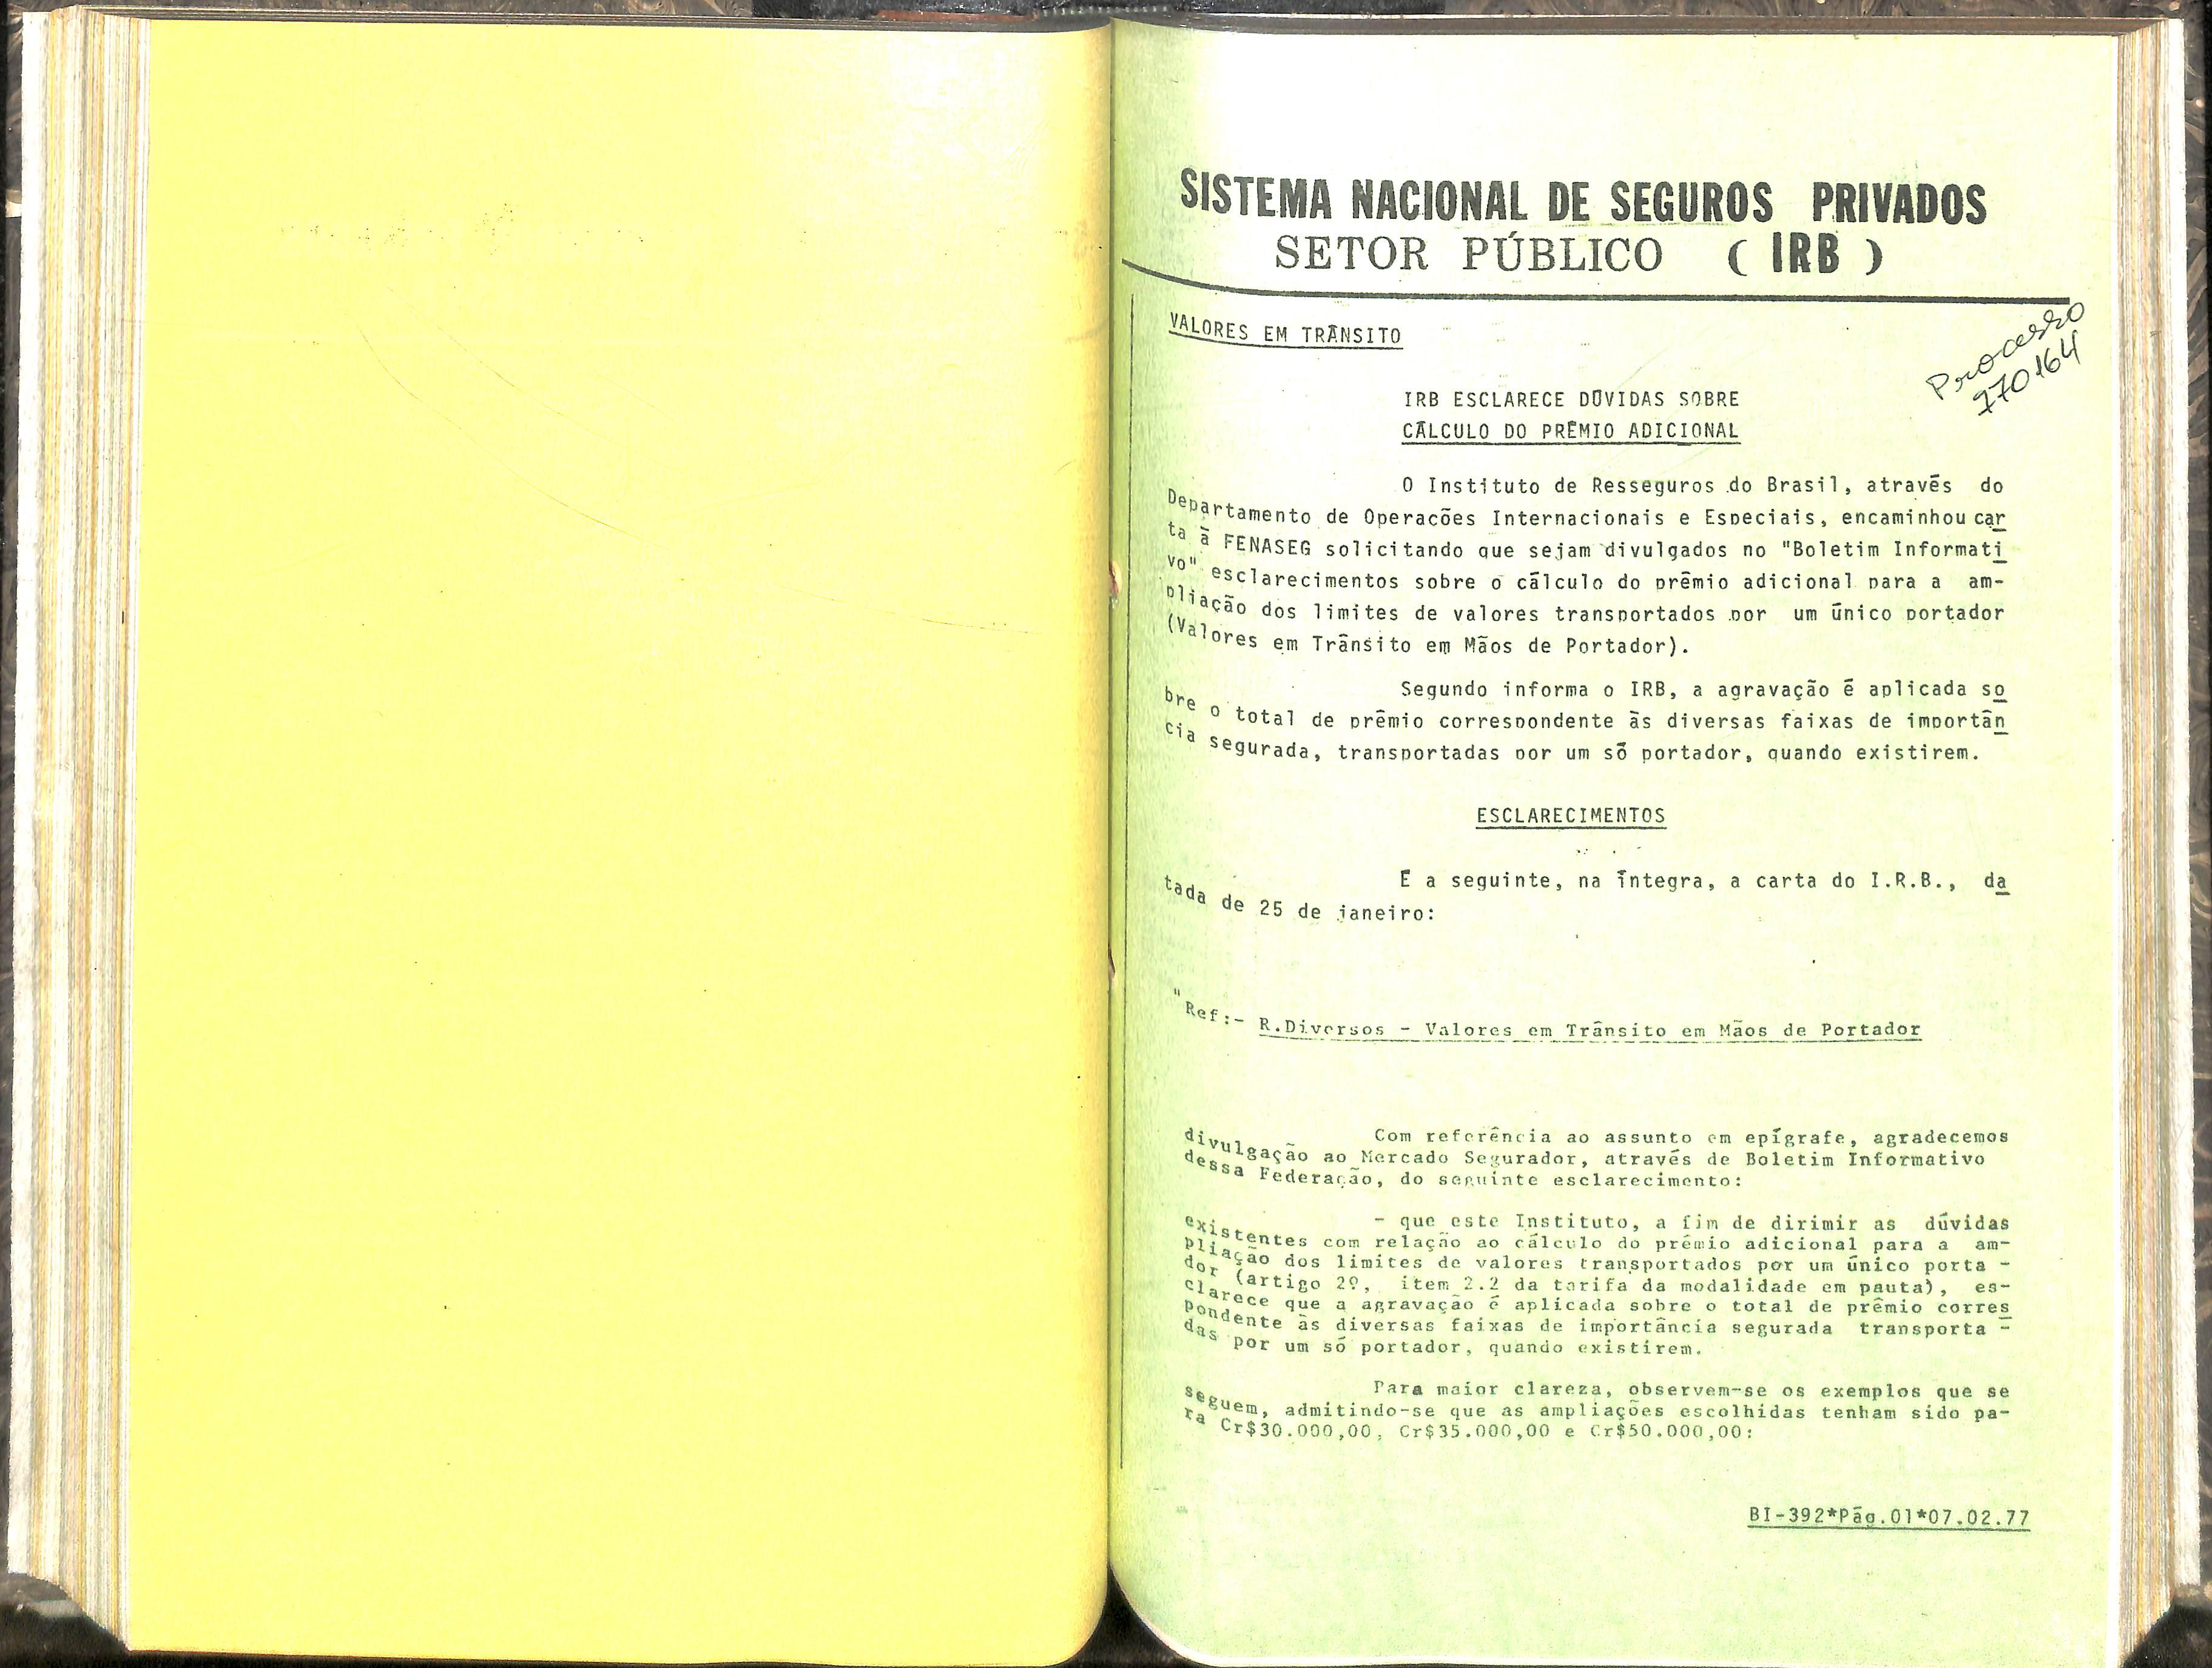 SISTEMA NACIONAL DE SEGUROS PRIVADOS
SETOR PÚBLICO ( IRB )
VALORES EM TRÂNSITO
Processo
770164
IRB ESCLARECE DÚVIDAS SOBRE
CÁLCULO DO PRÊMIO ADICIONAL
O Instituto de Resseguros do Brasil, através do
Departamento de Operações Internacionais e Especiais, encaminhou car
ta à FENASEG solicitando que sejam divulgados no "Boletim Informati
vo" esclarecimentos sobre o cálculo do prêmio adicional para a am-
pliação dos limites de valores transportados por um único portador
(Valores em Trânsito em Mãos de Portador).
Segundo informa o IRB, a agravação é aplicada so
bre o total de prêmio correspondente às diversas faixas de importân
cia segurada, transportadas por um só portador, quando existirem.
ESCLARECIMENTOS
É a seguinte, na íntegra, a carta do I.R.B., da
tada de 25 de janeiro:
"Ref:- R.Diversos - Valores em Trânsito em Mãos de Portador
Com referência ao assunto em epígrafe, agradecemos
divulgação ao Mercado Segurador, através de Boletim Informativo
dessa Federação, do seguinte esclarecimento:
- que este Instituto, a fim de dirimir as dúvidas
existentes com relação ao cálculo do prêmio adicional para a am-
pliação dos limites de valores transportados por um único porta -
dor (artigo 2º, item 2.2 da tarifa da modalidade em pauta), es-
clarece que a agravação é aplicada sobre o total de prêmio corres
pondente às diversas faixas de importância segurada transporta -
das por um só portador, quando existirem.
Para maior clareza, observem-se os exemplos que se
seguem, admitindo-se que as ampliações escolhidas tenham sido pa-
ra Cr$30.000,00, Cr$35.000,00 e Cr$50.000,00:
BI-392*Pág.01*07.02.77